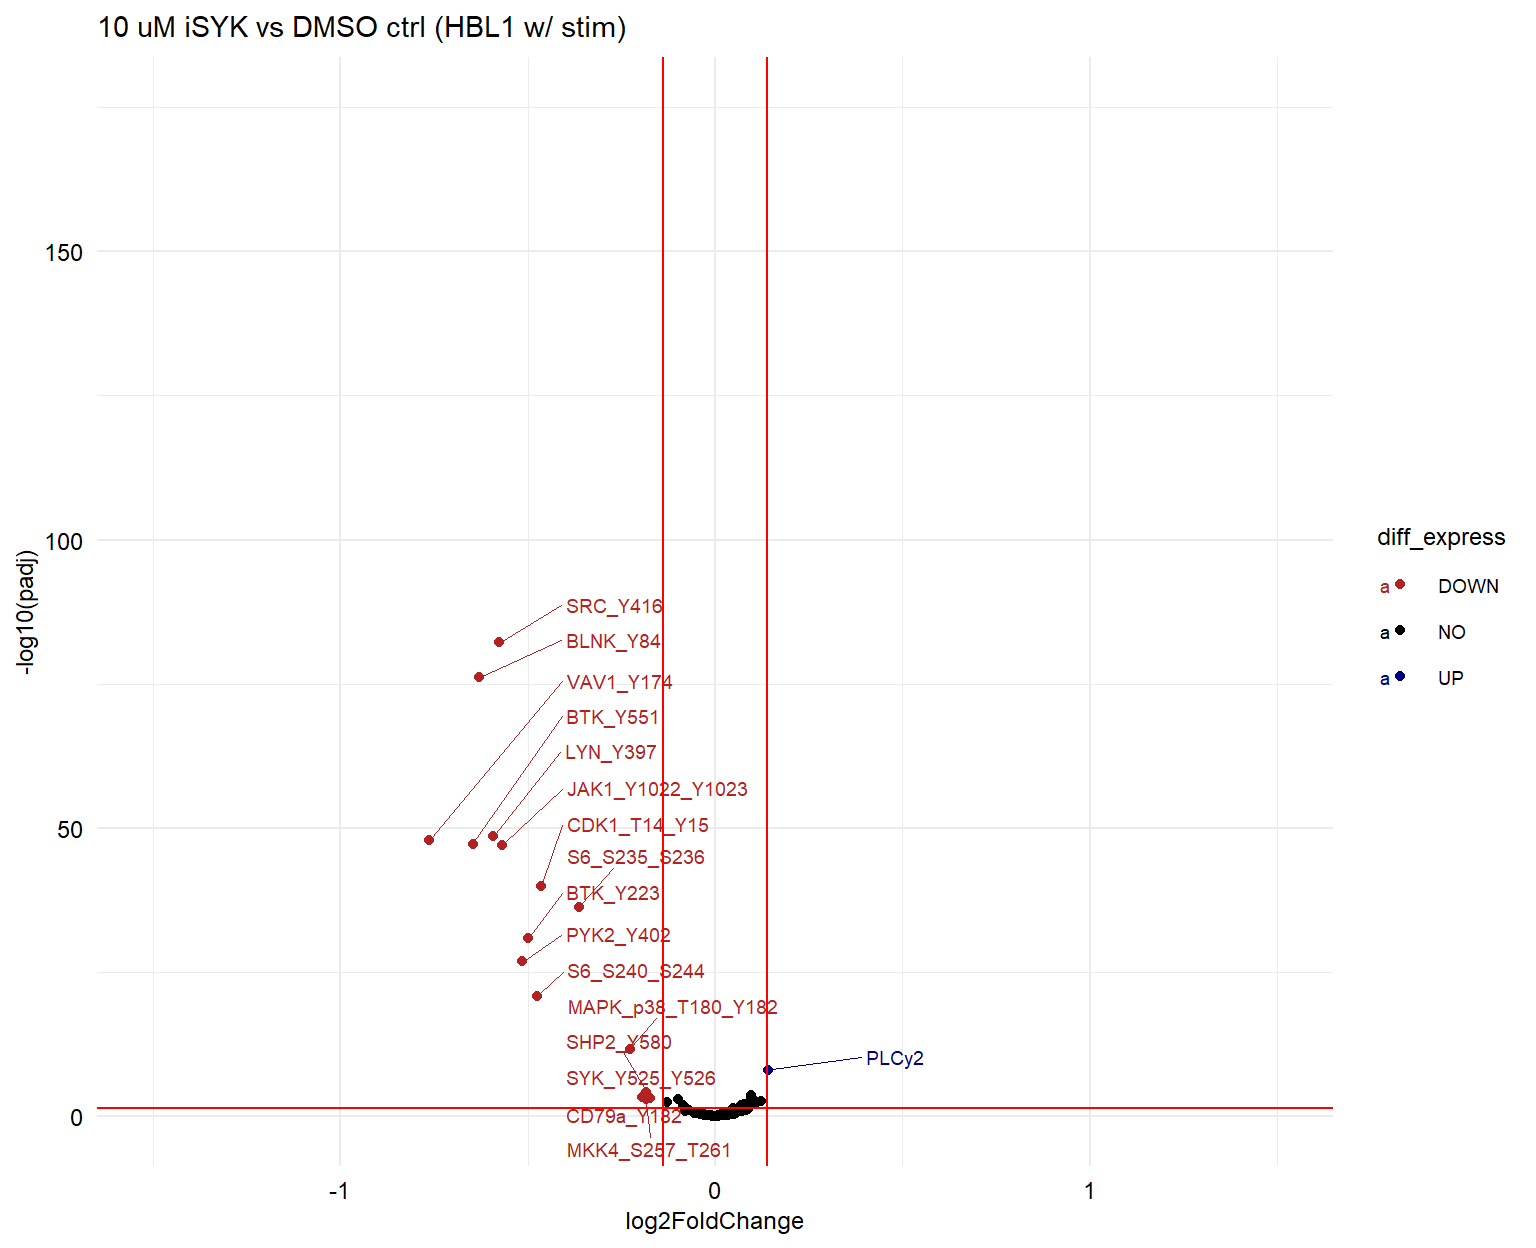 10 uM iSYK vs DMSO ctrl (HBL1 w/ stim)
-log10(padj)
150
100
50
0
SRC_Y416
BLNK_Y84
VAV1_Y174
BTK_Y551
LYN_Y397
JAK1_Y1022_Y1023
CDK1_T14_Y15
S6_S235_S236
BTK_Y223
PYK2_Y402
S6_S240_S244
MAPK_p38_T180_Y182
SHP2_Y580
PLCy2
SYK_Y525_Y526
CD79a_Y182
MKK4_S257_T261
-1
0
1
log2FoldChange
diff_express
a DOWN
a NO
a UP